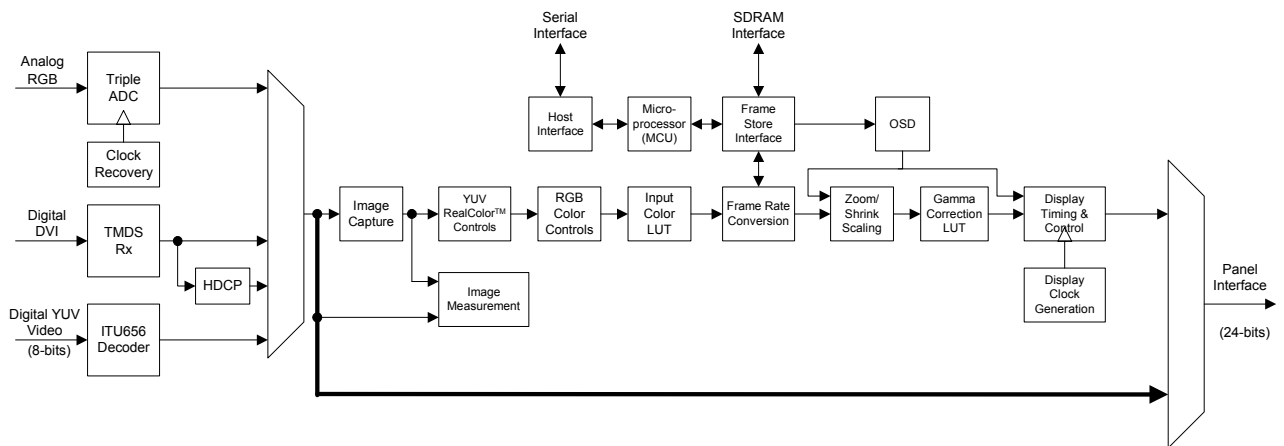 Serial
Interface
SDRAM
Interface
Analog
RGB
Triple
ADC
Clock
Recovery
Host
Interface
Micro-
processor
(MCU)
Frame
Store
Interface
OSD
Digital
DVI
TMDS
Rx
HDCP
Digital YUV
Video
(8-bits)
ITU656
Decoder
Image
Capture
YUV
RealColor™
Controls
RGB
Color
Controls
Input
Color
LUT
Frame Rate
Conversion
Zoom/
Shrink
Scaling
Gamma
Correction
LUT
Display
Timing &
Control
Image
Measurement
Display
Clock
Generation
Panel
Interface
(24-bits)